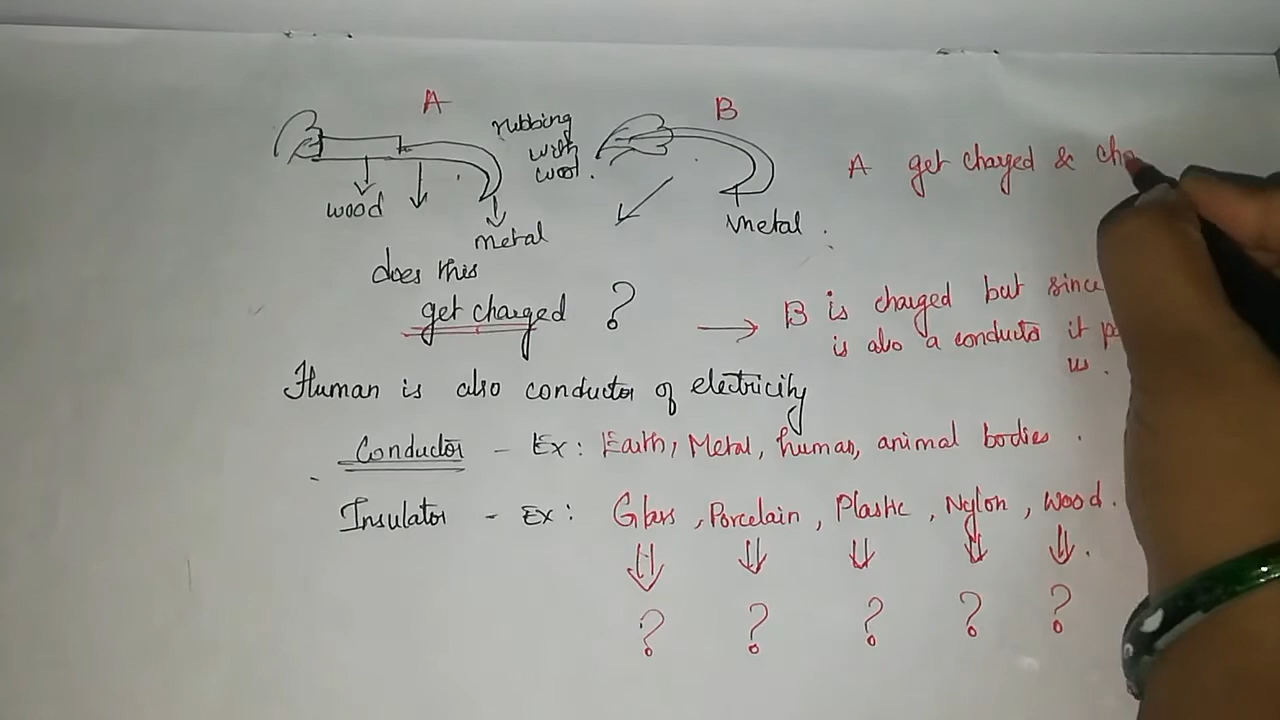 A
B
rubbing
with
wool.
wood
metal
metal.
A get charged &
does this
get charged ?
B is charged but since
is also a conducto it
us.
Human is also conductor of electricity
Conductor - Ex: Earth, Metal, human, animal bodies.
Insulator - Ex: Glass, Porcelain, Plastic, Nylon, wood.
? ? ? ? ?